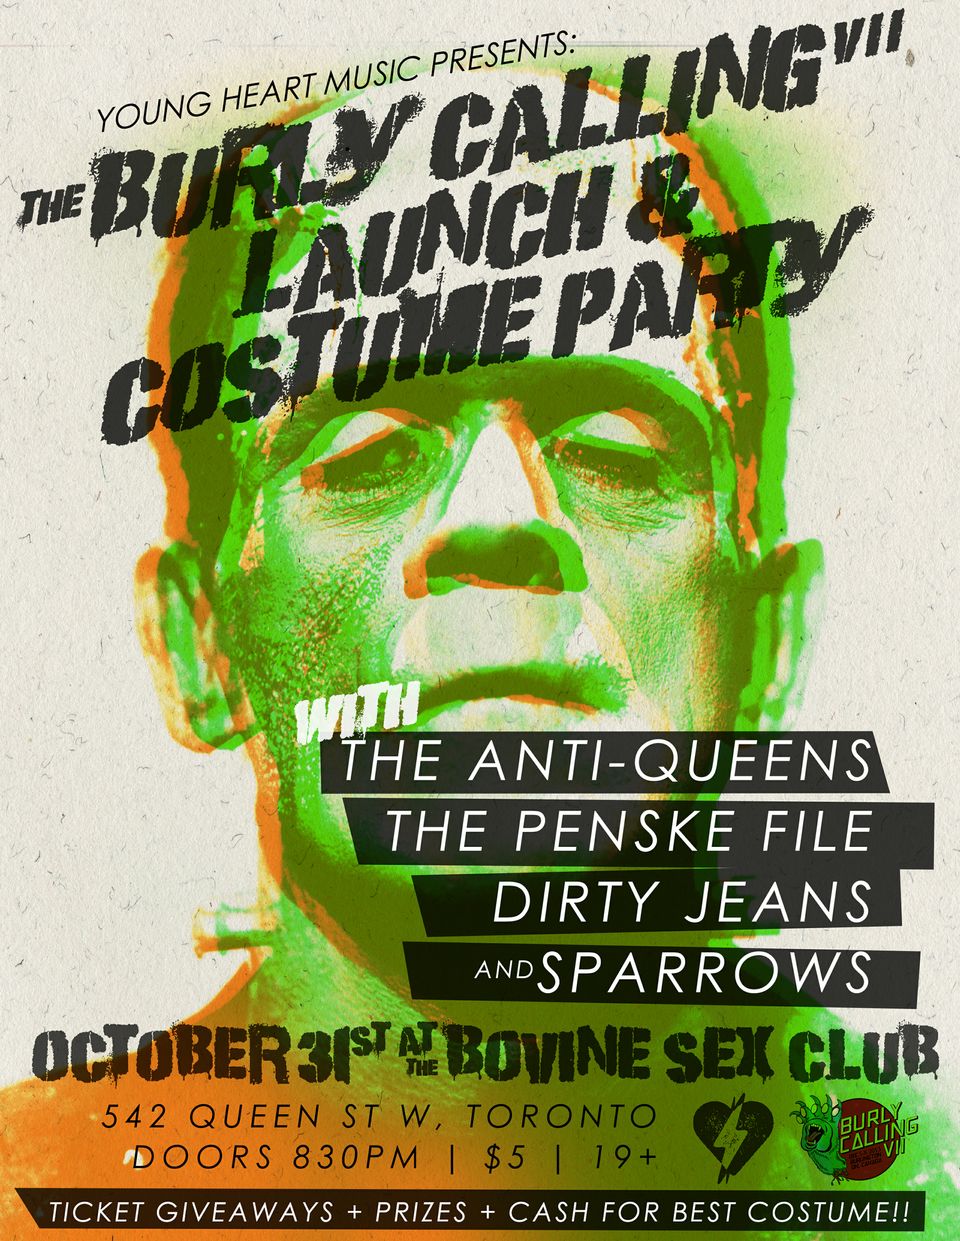 YOUNG HEART MUSIC PRESENTS:
THE BURLY CALLING VII
LAUNCH &
COSTUME PARTY
WITH
THE ANTI-QUEENS
THE PENSKE FILE
DIRTY JEANS
AND SPARROWS
OCTOBER 31ST AT THE BOVINE SEX CLUB
542 QUEEN ST W, TORONTO
DOORS 830PM | $5 | 19+
BURLY
CALLING
VII
TICKET GIVEAWAYS + PRIZES + CASH FOR BEST COSTUME!!